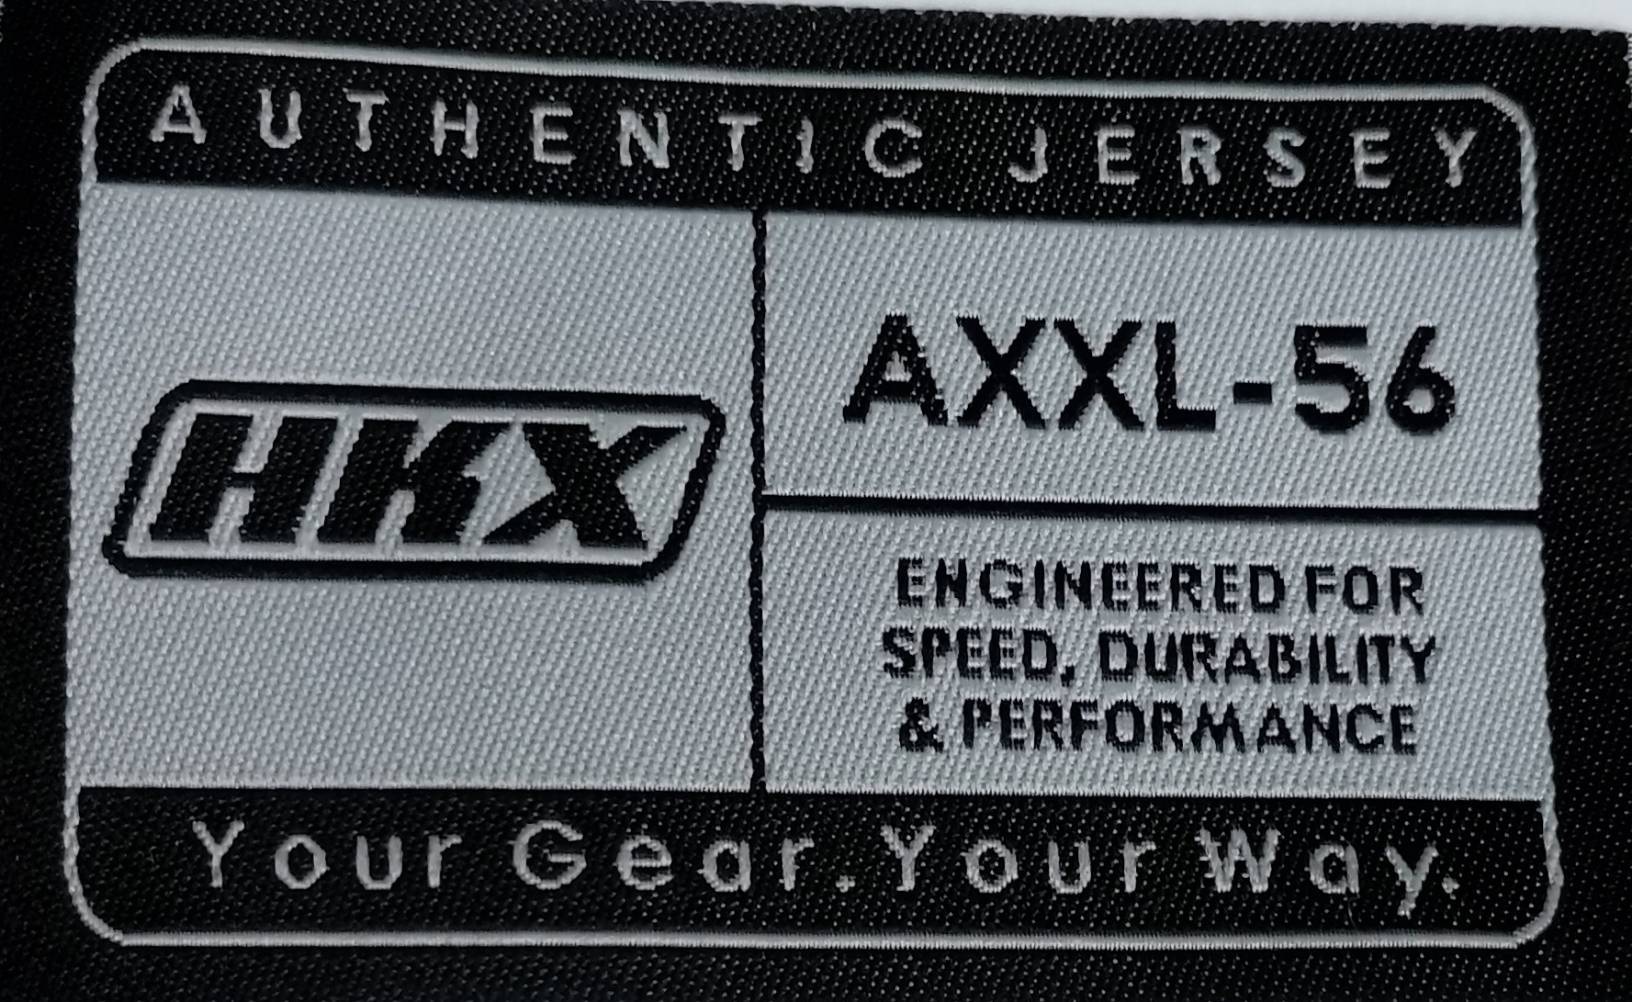 AUTHENTIC JERSEY
HKX
AXXL-56
ENGINEERED FOR
SPEED, DURABILITY
& PERFORMANCE
Your Gear. Your Way.